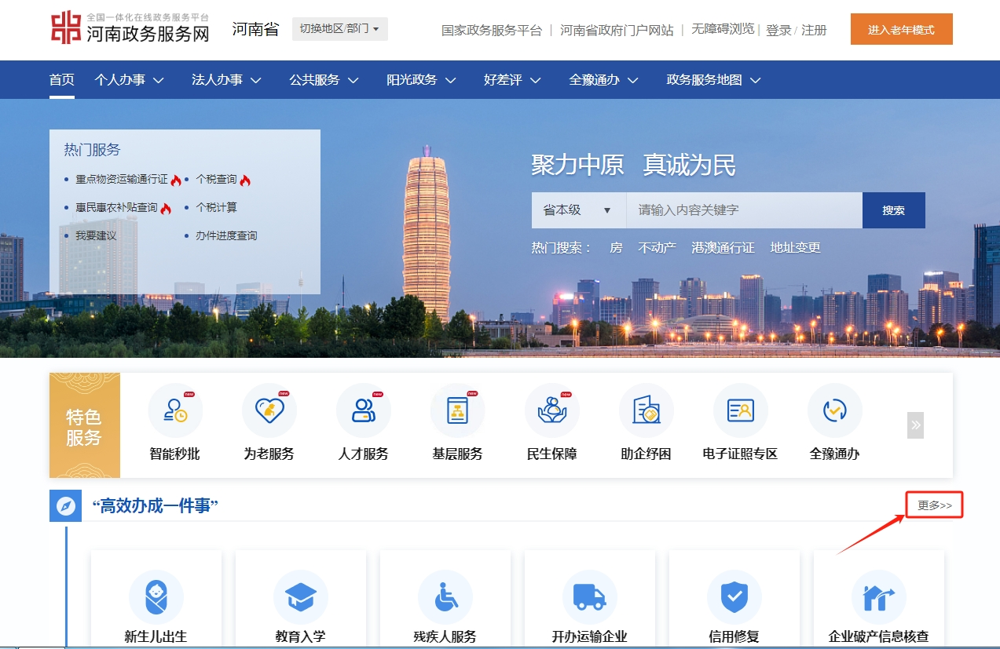 全国一体化在线政务服务平台
河南政务服务网
河南省
切换地区/部门
国家政务服务平台 | 河南省政府门户网站 | 无障碍浏览 | 登录 / 注册
进入老年模式
首页 个人办事 法人办事 公共服务 阳光政务 好差评 全豫通办 政务服务地图
热门服务
重点物资运输通行证 个税查询
惠民惠农补贴查询 个税计算
我要建议 办件进度查询
聚力中原 真诚为民
省本级 请输入内容关键字 搜索
热门搜索： 房 不动产 港澳通行证 地址变更
特色
服务
new new new new new
智能秒批 为老服务 人才服务 基层服务 民生保障 助企纾困 电子证照专区 全豫通办
“高效办成一件事”
更多>>
新生儿出生 教育入学 残疾人服务 开办运输企业 信用修复 企业破产信息核查